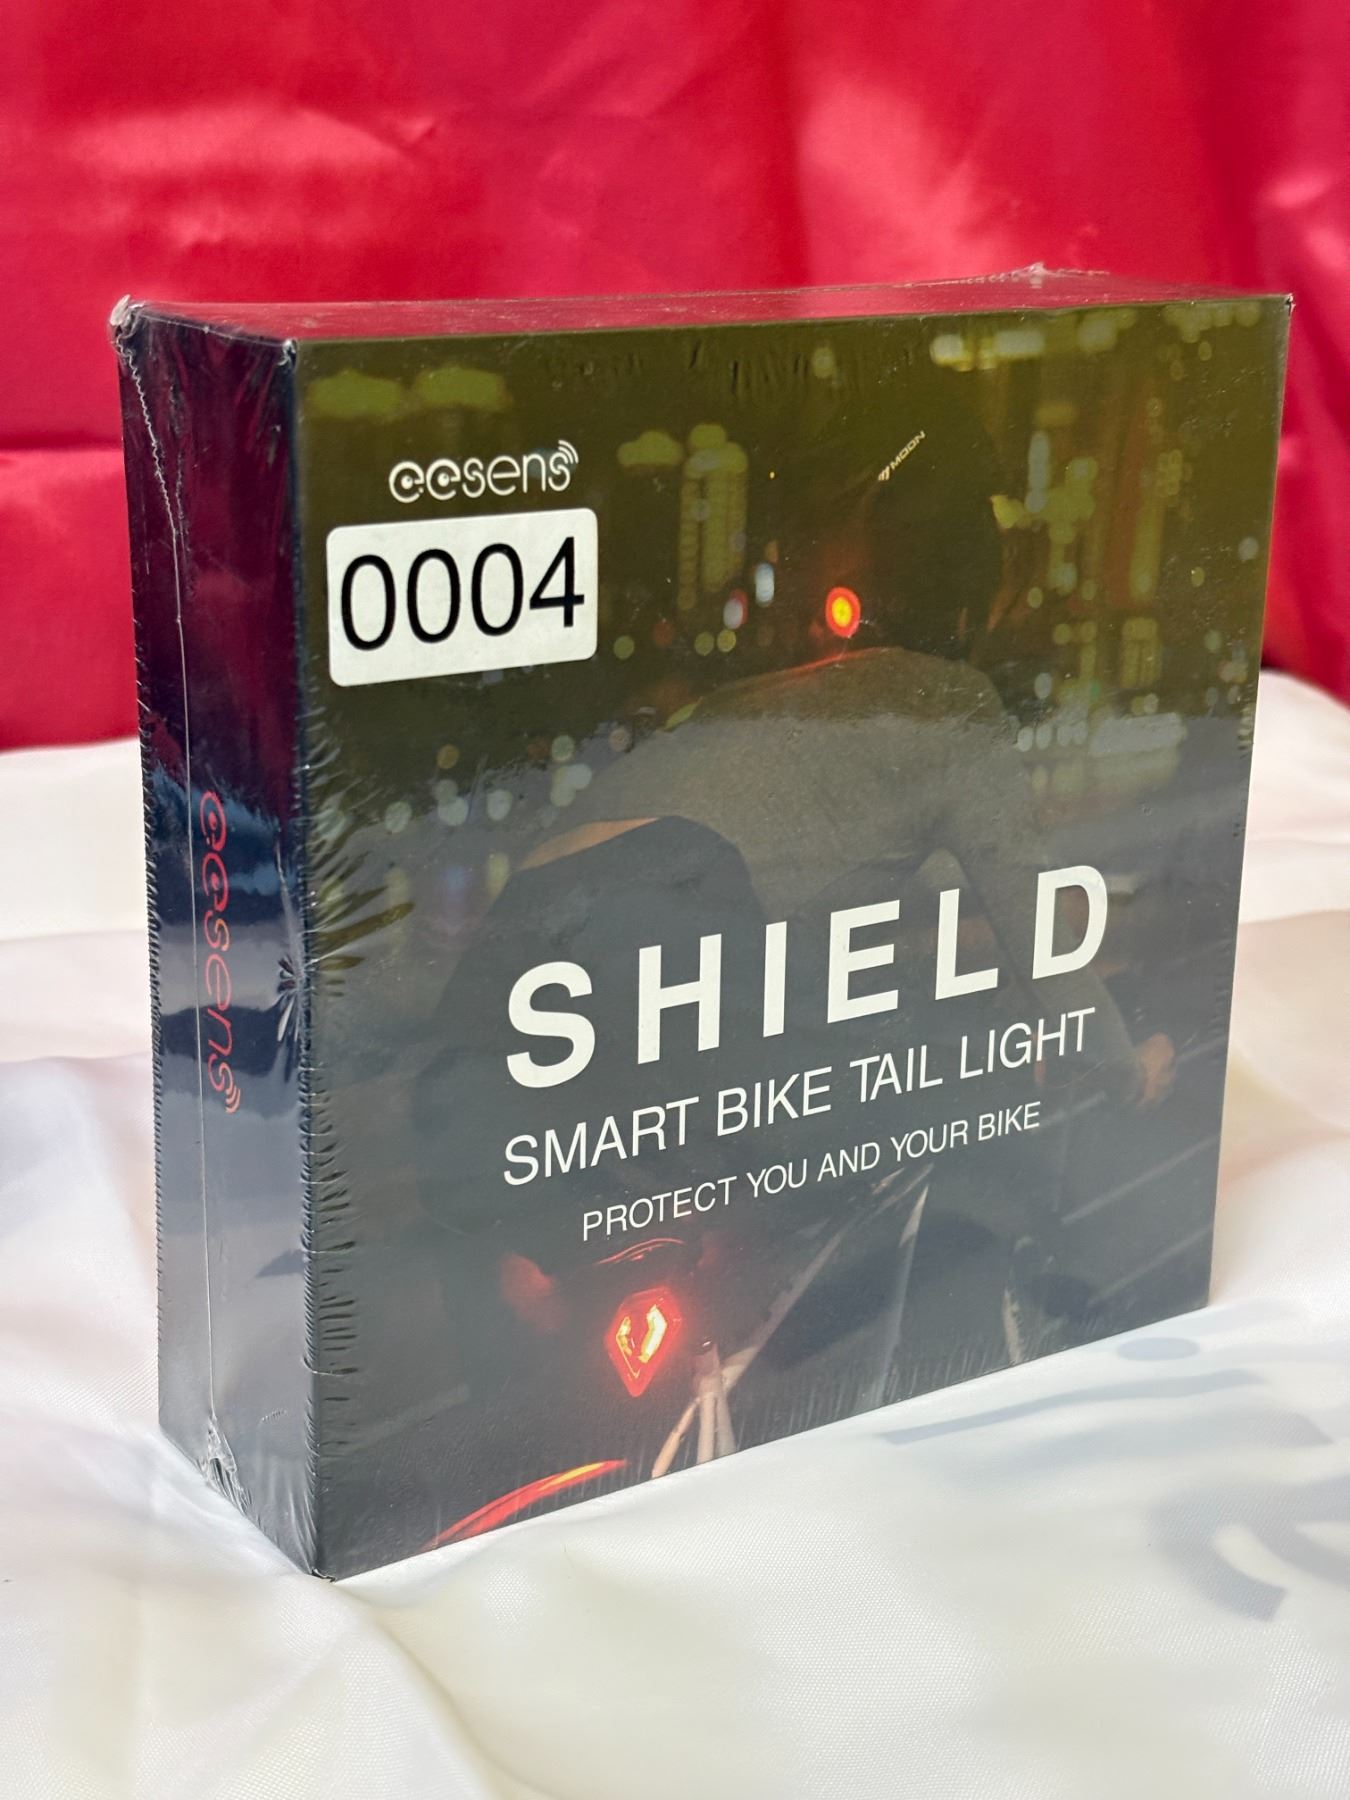 eesens
0004
MOON
SHIELD
SMART BIKE TAIL LIGHT
PROTECT YOU AND YOUR BIKE
eesens